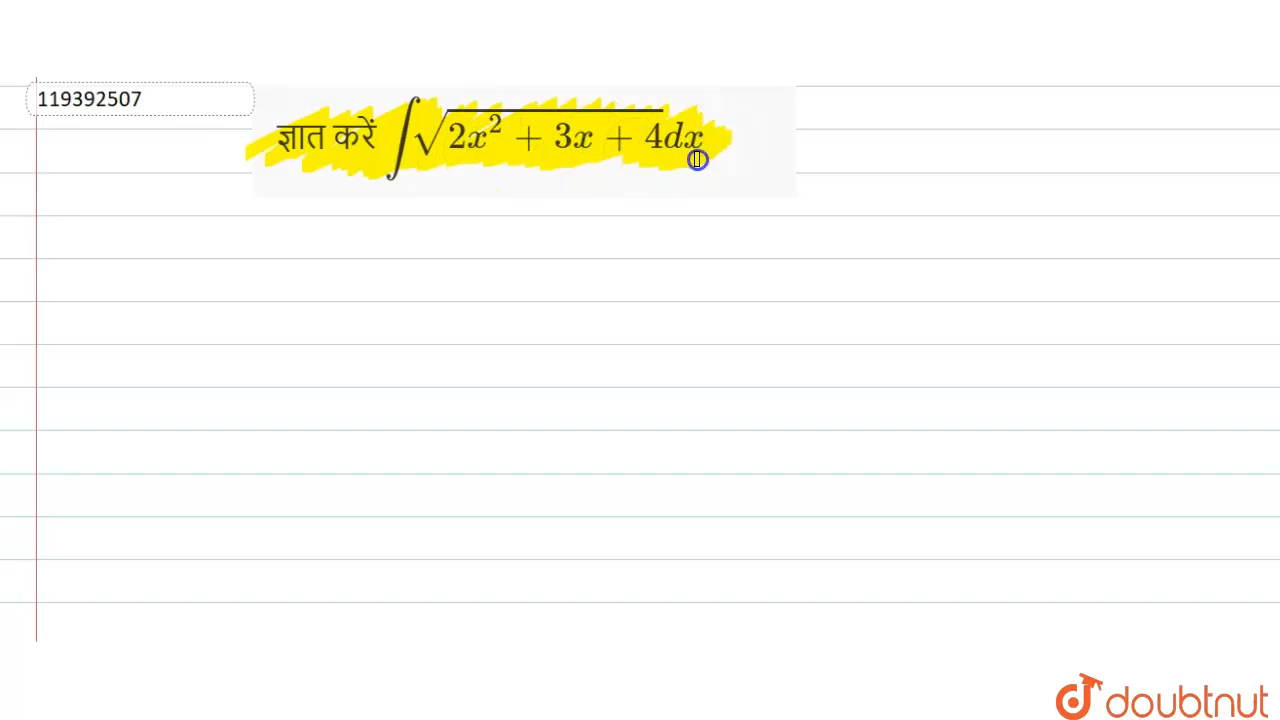 119392507
ज्ञात करें ∫√(2x² + 3x + 4)dx
doubtnut